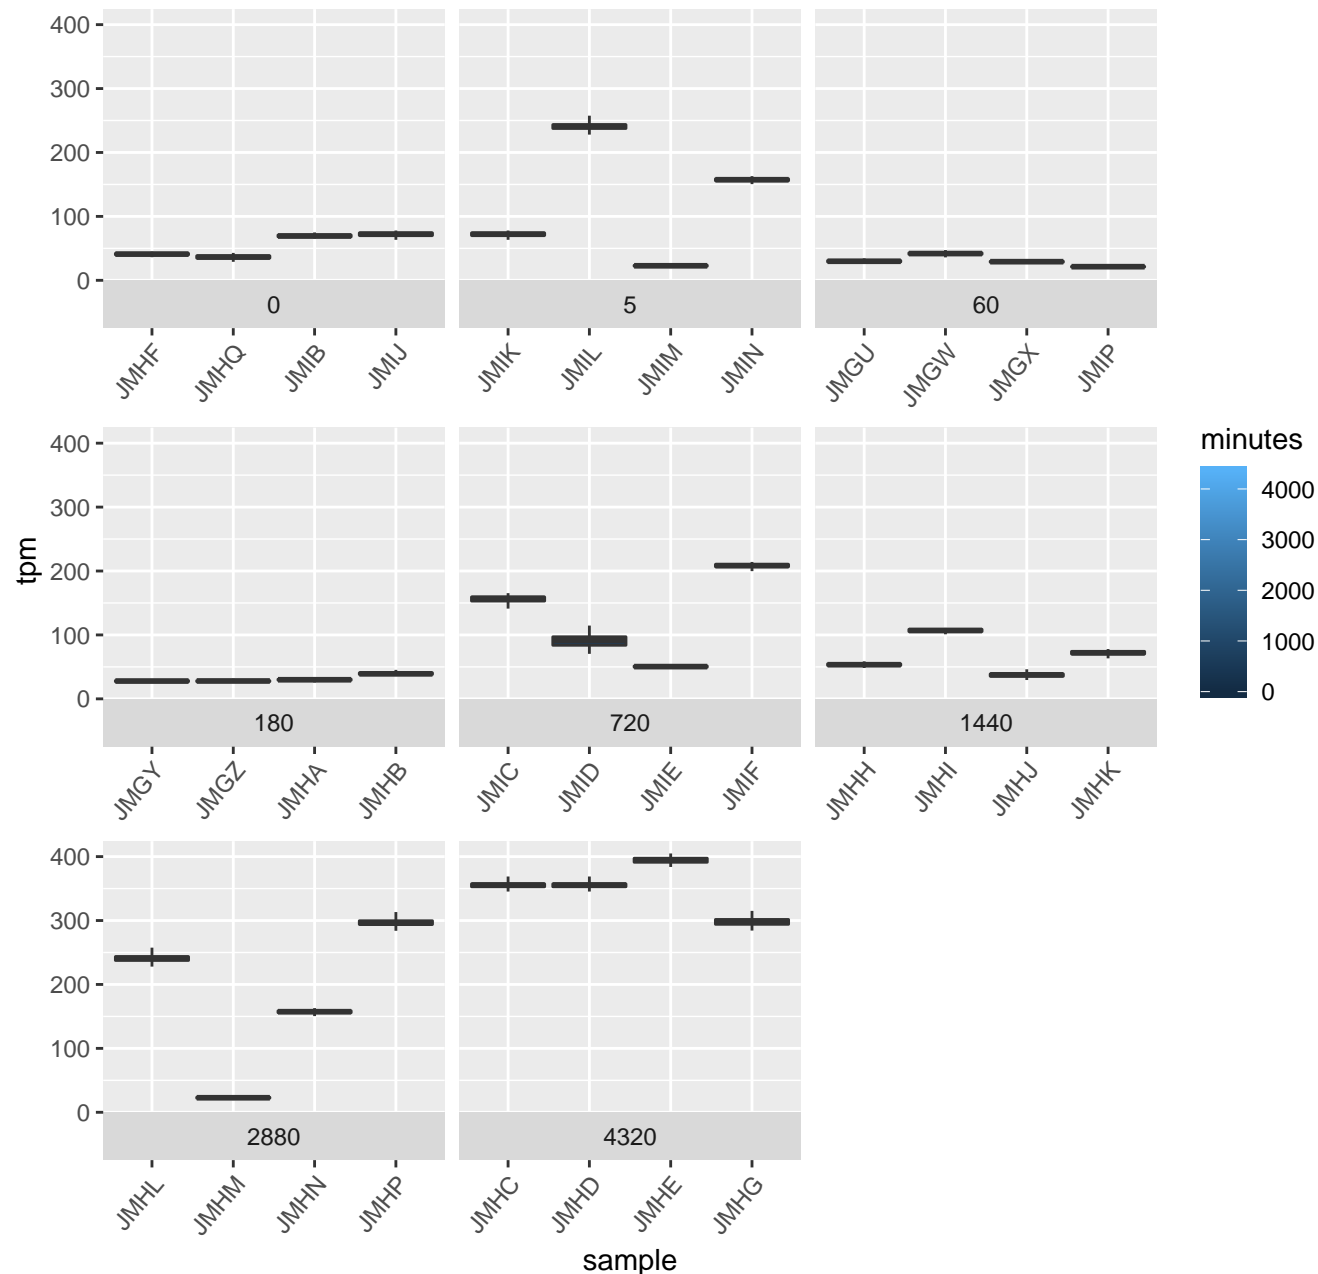 400
300
200
100
0
0
5
60
JMHF
JMHQ
JMIB
JMIJ
JMIK
JMIL
JMIM
JMIN
JMGU
JMGW
JMGX
JMIP
tpm
400
300
200
100
0
180
720
1440
JMGY
JMGZ
JMHA
JMHB
JMIC
JMID
JMIE
JMIF
JMHH
JMHI
JMHJ
JMHK
400
300
200
100
0
2880
4320
JMHL
JMHM
JMHN
JMHP
JMHC
JMHD
JMHE
JMHG
sample
minutes
4000
3000
2000
1000
0